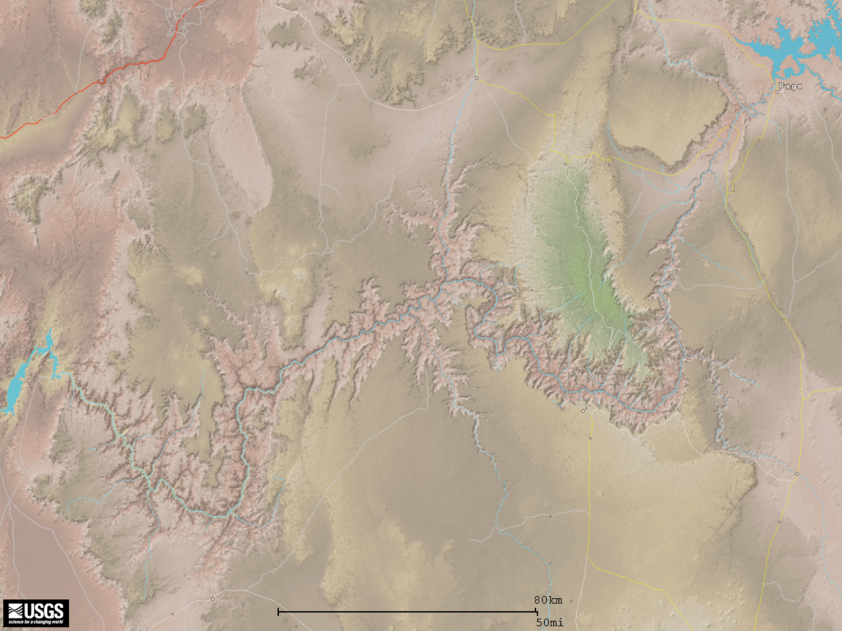 Page
80km
50mi
USGS
science for a changing world